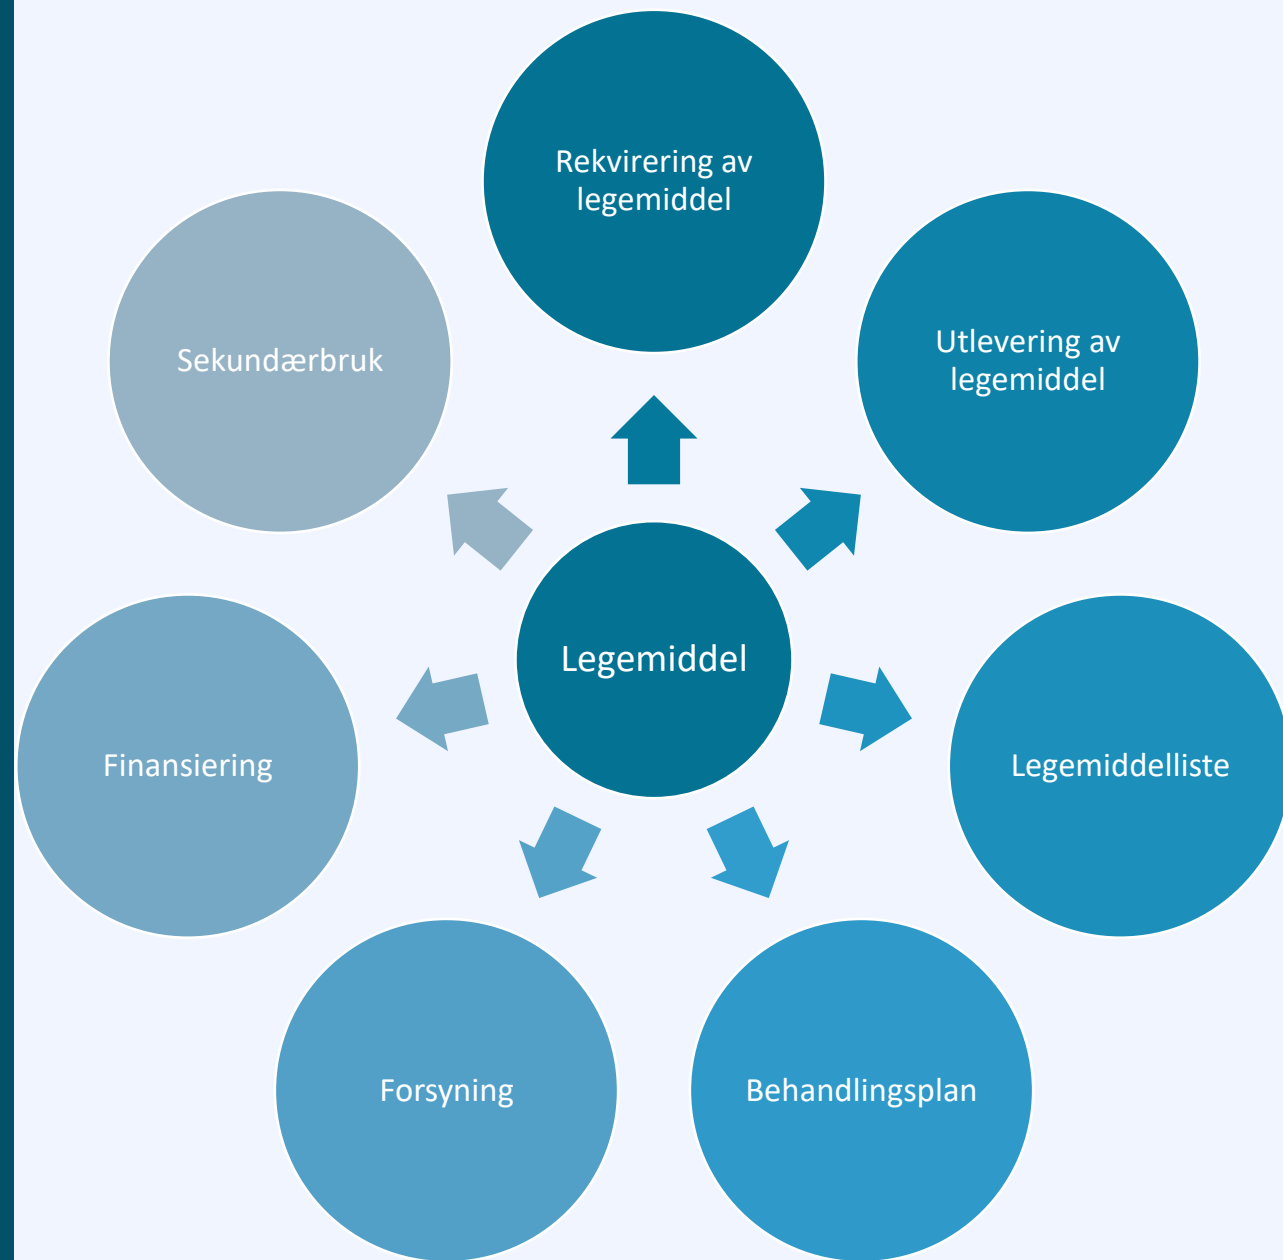 Rekvirering av
legemiddel
Utlevering av
legemiddel
Sekundærbruk
Legemiddel
Legemiddelliste
Finansiering
Behandlingsplan
Forsyning